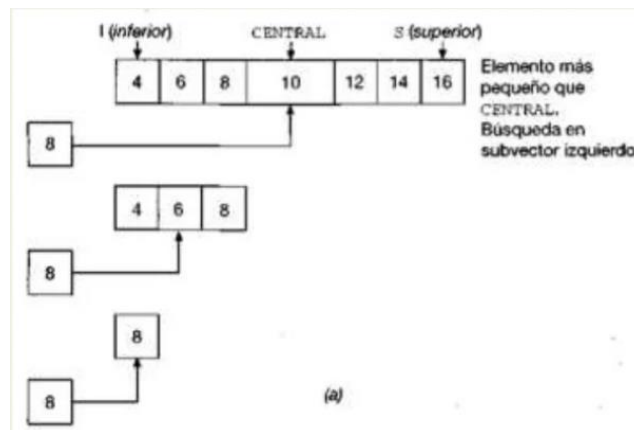 I (inferior) CENTRAL S (superior)
4 6 8 10 12 14 16
Elemento más
pequeño que
CENTRAL.
Búsqueda en
subvector izquierdo
8
4 6 8
8
8
8
(a)